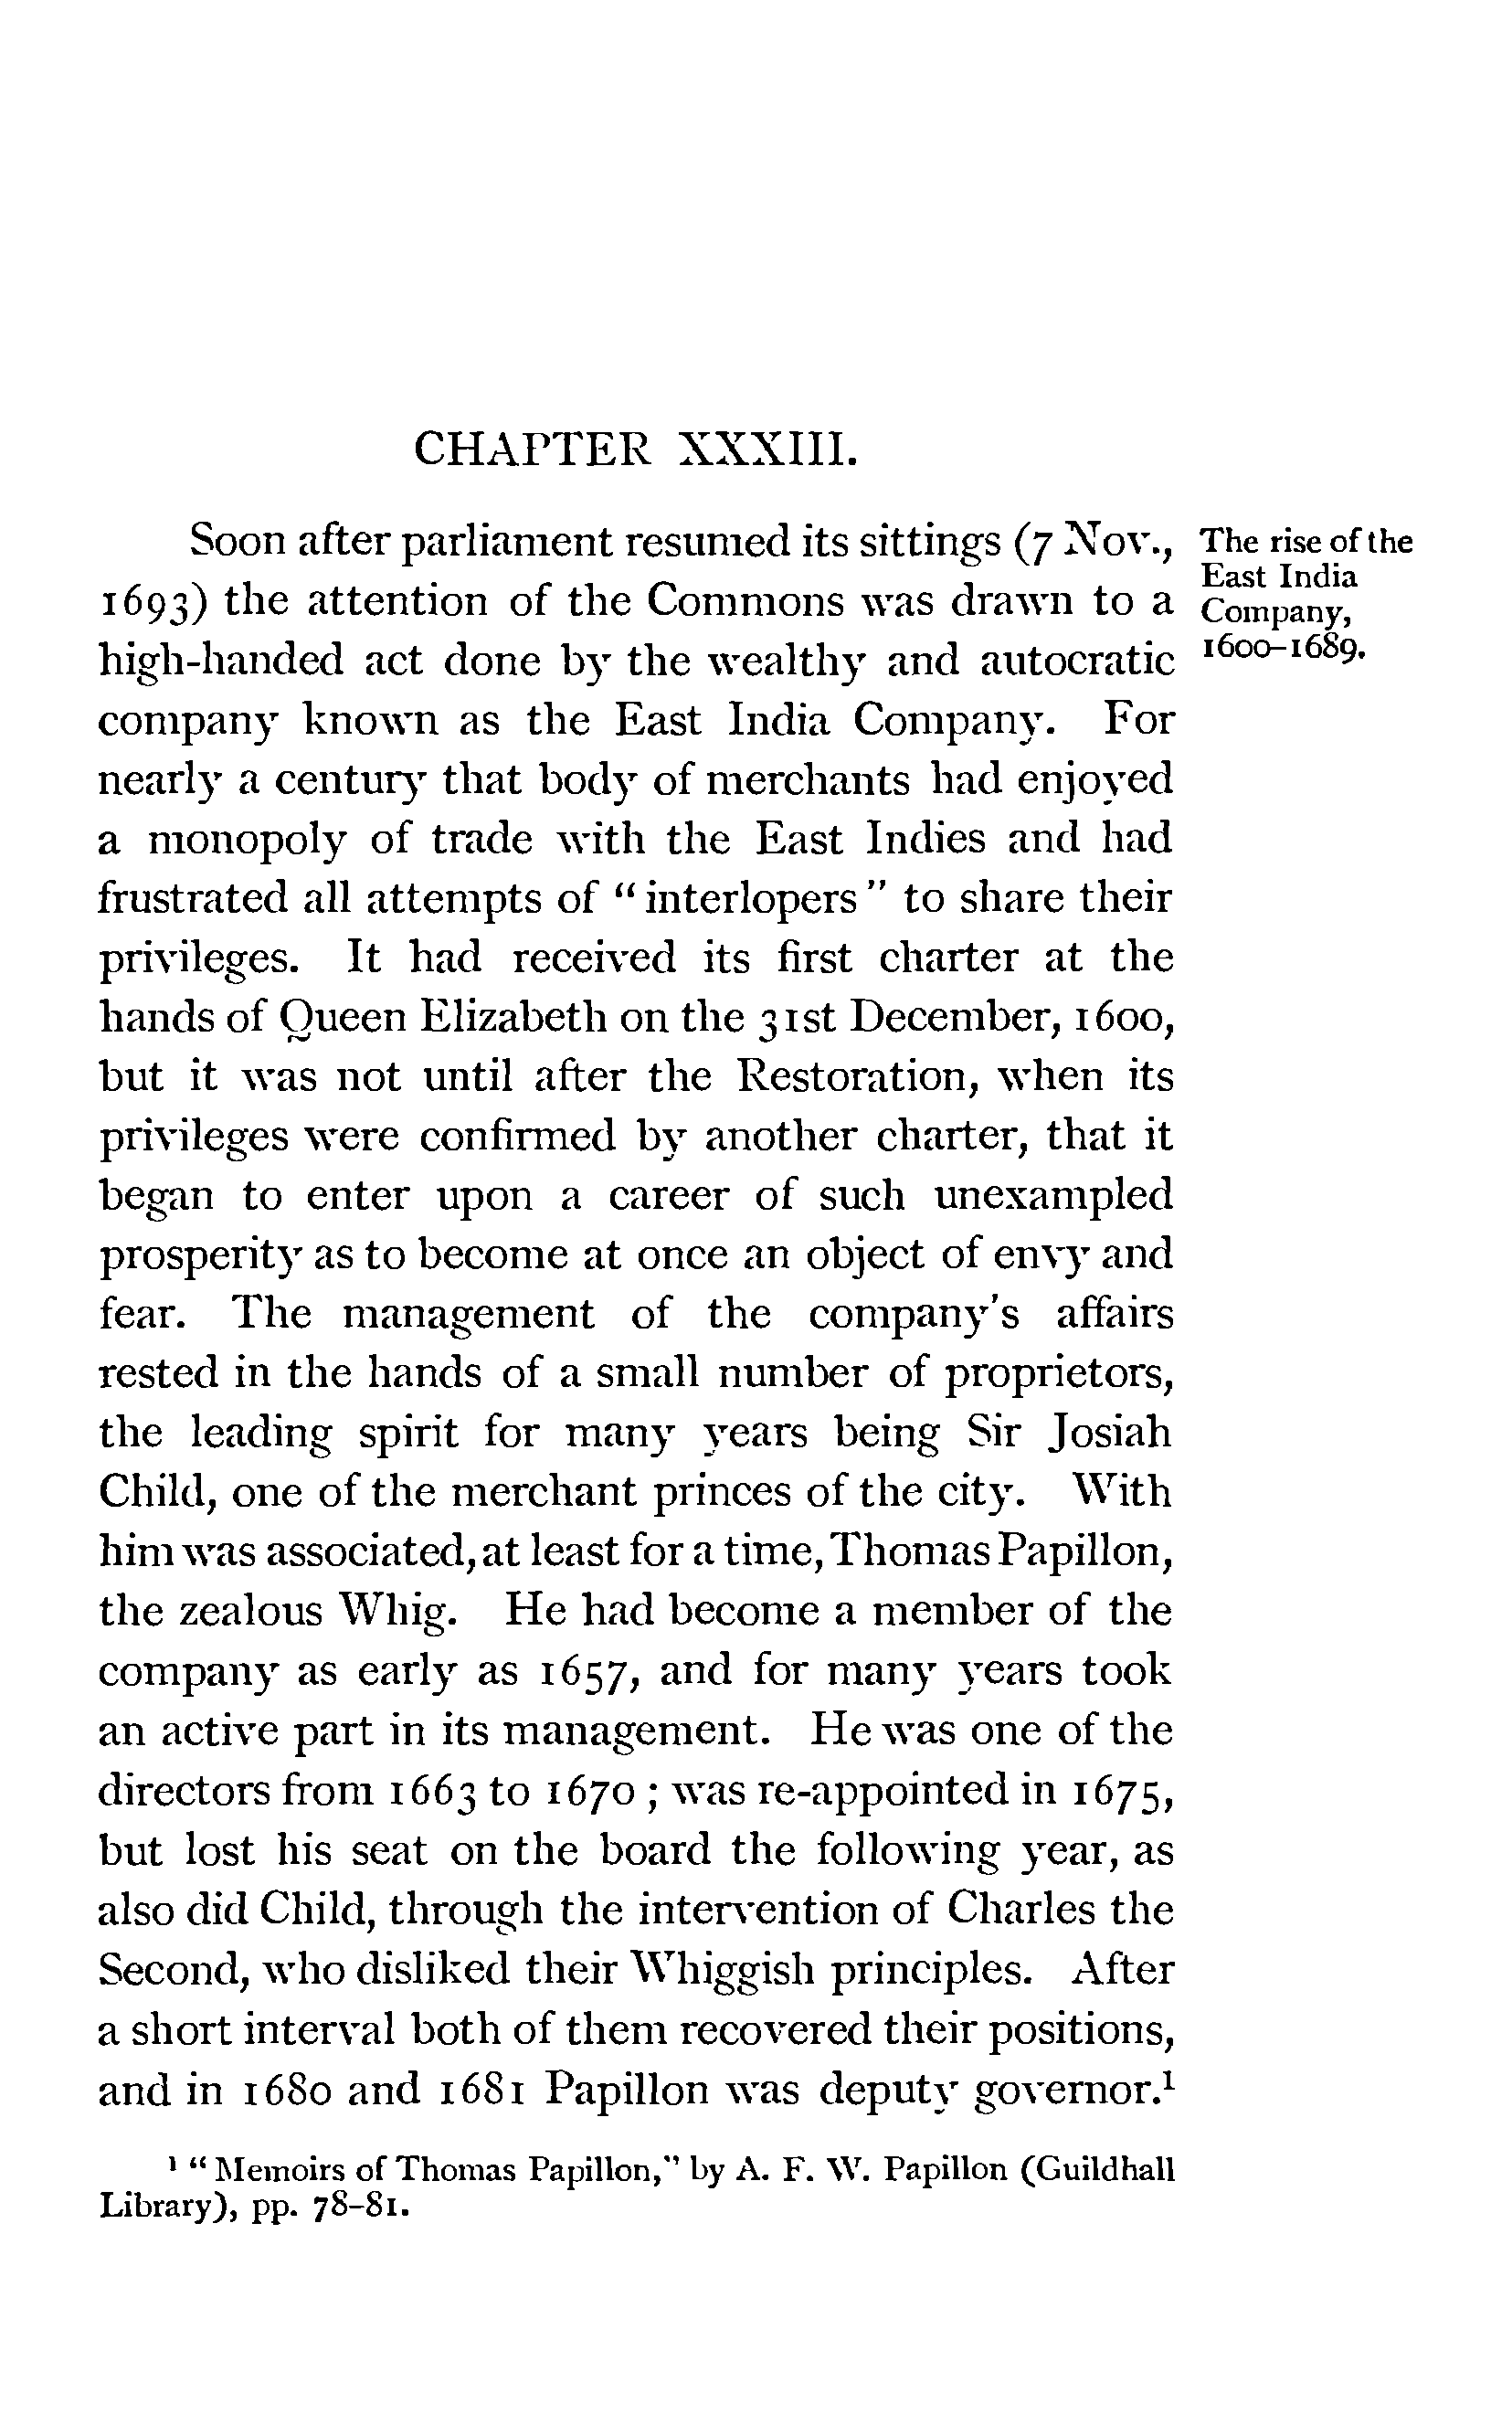 CHAPTER XXXIII.
Soon after parliament resumed its sittings (7 Nov.,
1693) the attention of the Commons was drawn to a
high-handed act done by the wealthy and autocratic
company known as the East India Company. For
nearly a century that body of merchants had enjoyed
a monopoly of trade with the East Indies and had
frustrated all attempts of “ interlopers ” to share their
privileges. It had received its first charter at the
hands of Queen Elizabeth on the 31st December, 1600,
but it was not until after the Restoration, when its
privileges were confirmed by another charter, that it
began to enter upon a career of such unexampled
prosperity as to become at once an object of envy and
fear. The management of the company's affairs
rested in the hands of a small number of proprietors,
the leading spirit for many years being Sir Josiah
Child, one of the merchant princes of the city. With
him was associated, at least for a time, Thomas Papillon,
the zealous Whig. He had become a member of the
company as early as 1657, and for many years took
an active part in its management. He was one of the
directors from 1663 to 1670 ; was re-appointed in 1675,
but lost his seat on the board the following year, as
also did Child, through the intervention of Charles the
Second, who disliked their Whiggish principles. After
a short interval both of them recovered their positions,
and in 1680 and 1681 Papillon was deputy governor.¹
The rise of the
East India
Company,
1600–1689.
¹ “ Memoirs of Thomas Papillon,” by A. F. W. Papillon (Guildhall
Library), pp. 78–81.